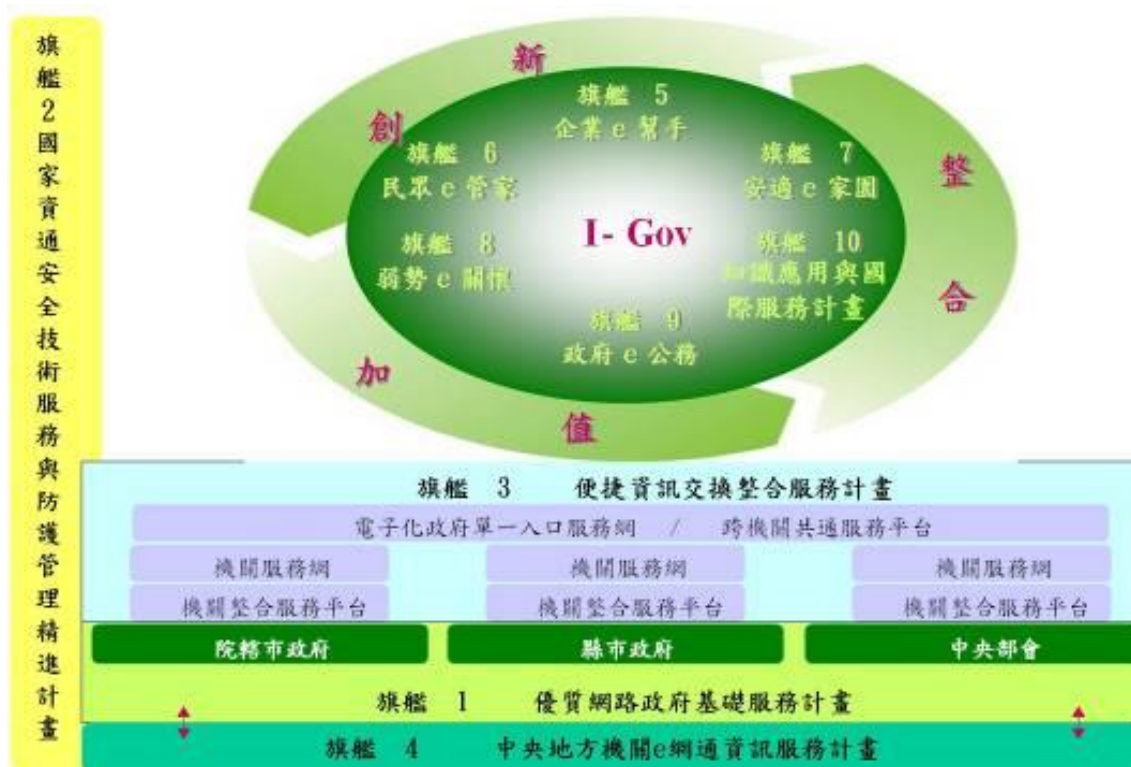 旗艦2國家資通安全技術服務與防護管理精進計畫
創新
整合
加值
旗艦 5
企業 e 幫手
旗艦 6
民眾 e 管家
旗艦 7
安適 e 家園
I- Gov
旗艦 8
弱勢 e 關懷
旗艦 10
知識應用與國
際服務計畫
旗艦 9
政府 e 公務
旗艦 3 便捷資訊交換整合服務計畫
電子化政府單一入口服務網 / 跨機關共通服務平台
機關服務網 機關服務網 機關服務網
機關整合服務平台 機關整合服務平台 機關整合服務平台
院轄市政府 縣市政府 中央部會
旗艦 1 優質網路政府基礎服務計畫
旗艦 4 中央地方機關e網通資訊服務計畫